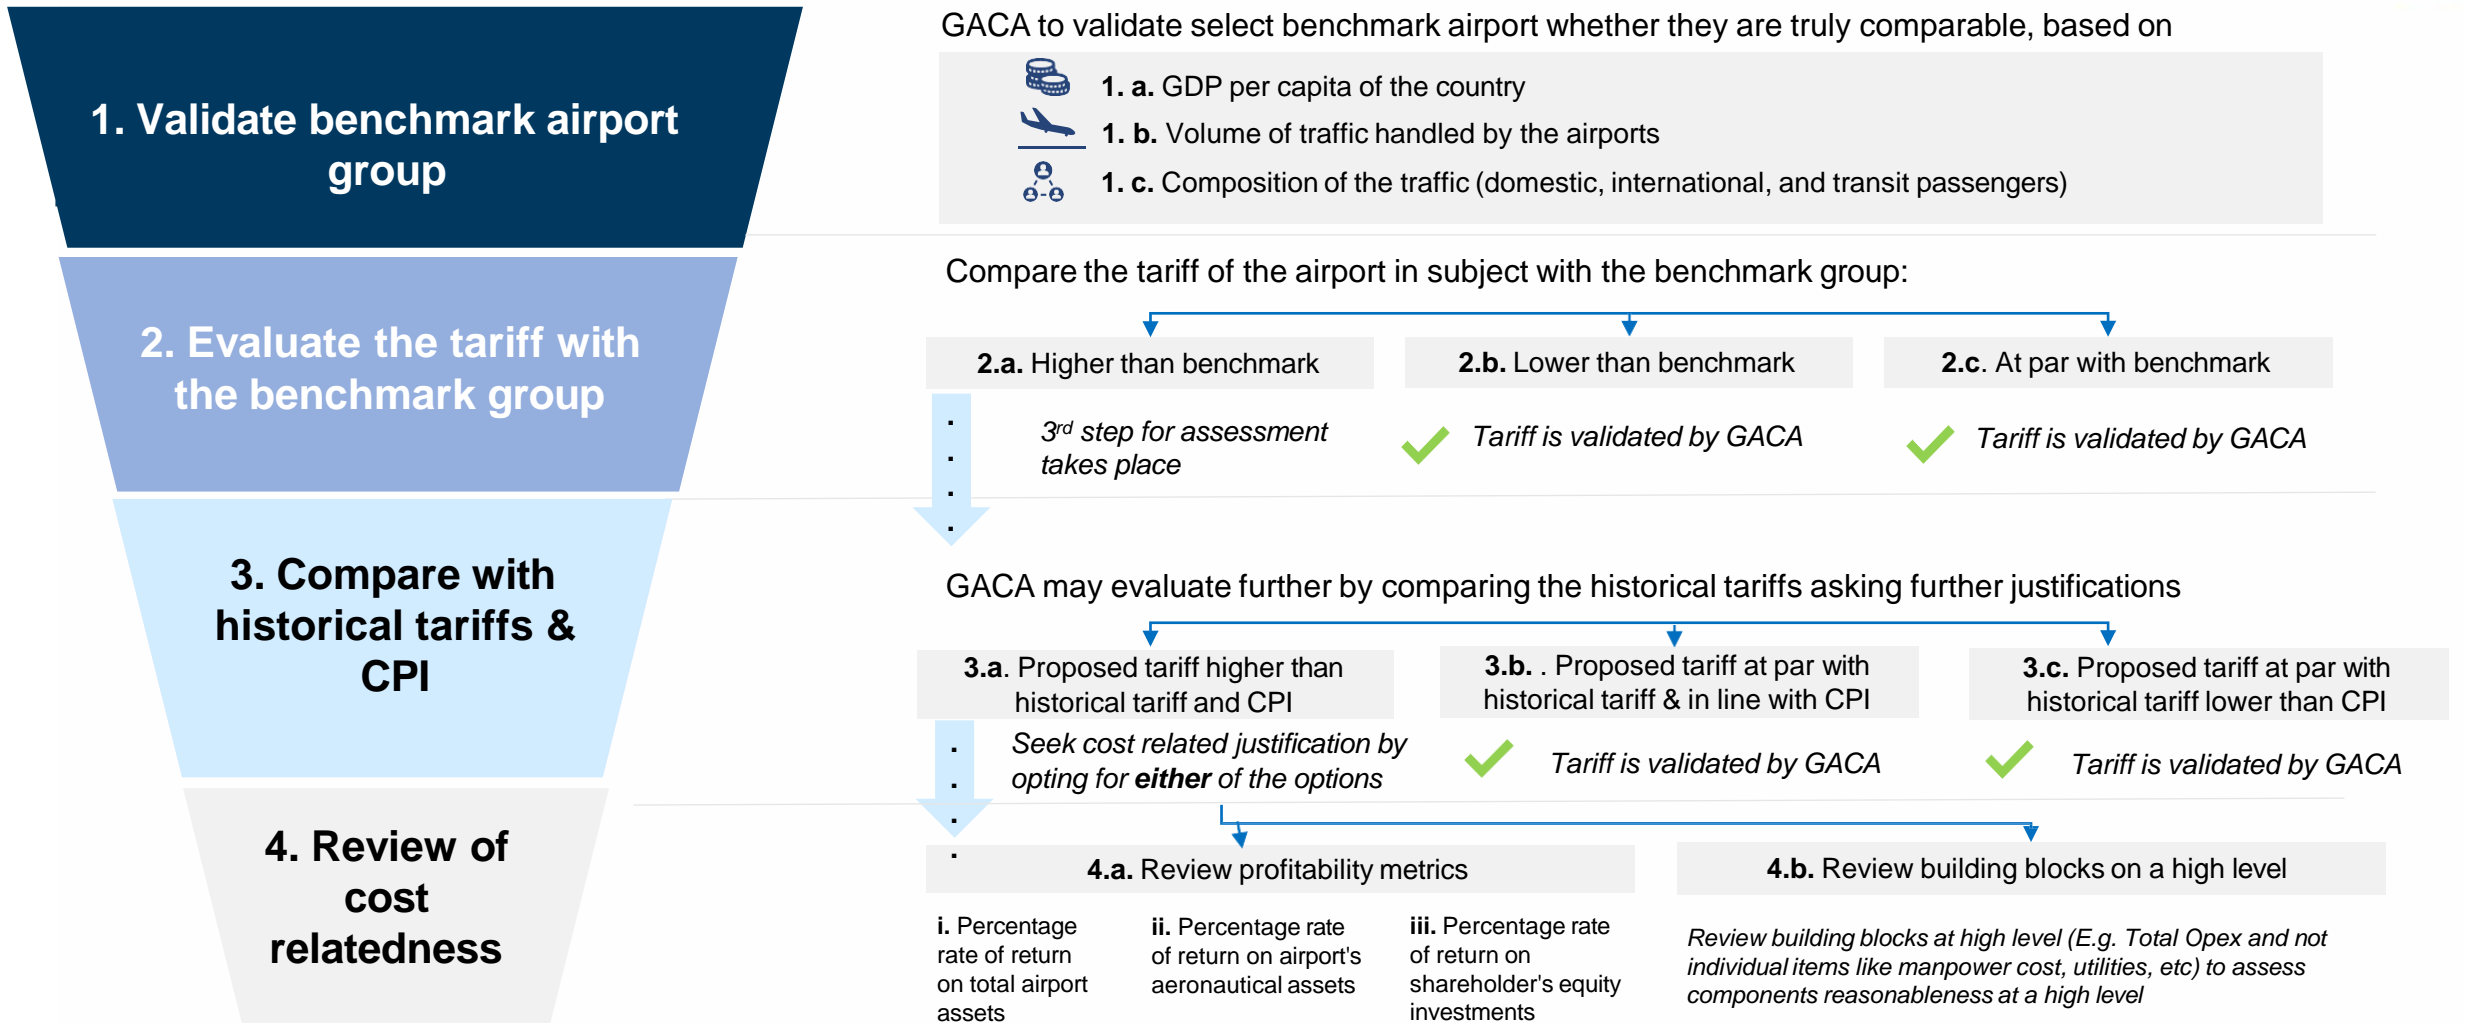 1. Validate benchmark airport
group
GACA to validate select benchmark airport whether they are truly comparable, based on
1. a. GDP per capita of the country
1. b. Volume of traffic handled by the airports
1. c. Composition of the traffic (domestic, international, and transit passengers)
2. Evaluate the tariff with
the benchmark group
Compare the tariff of the airport in subject with the benchmark group:
2.a. Higher than benchmark
2.b. Lower than benchmark
2.c. At par with benchmark
3rd step for assessment
takes place
Tariff is validated by GACA
Tariff is validated by GACA
3. Compare with
historical tariffs &
CPI
GACA may evaluate further by comparing the historical tariffs asking further justifications
3.a. Proposed tariff higher than
historical tariff and CPI
3.b. . Proposed tariff at par with
historical tariff & in line with CPI
3.c. Proposed tariff at par with
historical tariff lower than CPI
Seek cost related justification by
opting for either of the options
Tariff is validated by GACA
Tariff is validated by GACA
4. Review of
cost
relatedness
4.a. Review profitability metrics
4.b. Review building blocks on a high level
i. Percentage
rate of return
on total airport
assets
ii. Percentage rate
of return on airport's
aeronautical assets
iii. Percentage rate
of return on
shareholder's equity
investments
Review building blocks at high level (E.g. Total Opex and not
individual items like manpower cost, utilities, etc) to assess
components reasonableness at a high level